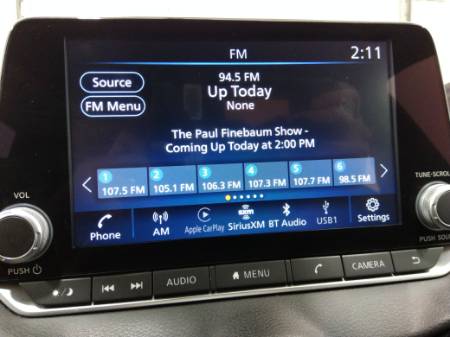 FM
2:11
Source
94.5 FM
Up Today
FM Menu
None
The Paul Finebaum Show -
Coming Up Today at 2:00 PM
1 2 3 4 5 6
107.5 FM 105.1 FM 106.3 FM 107.3 FM 107.7 FM 98.5 FM
VOL
TUNE-SCROLL
Phone AM Apple CarPlay SiriusXM BT Audio USB1 Settings
PUSH
PUSH
AUDIO MENU CAMERA